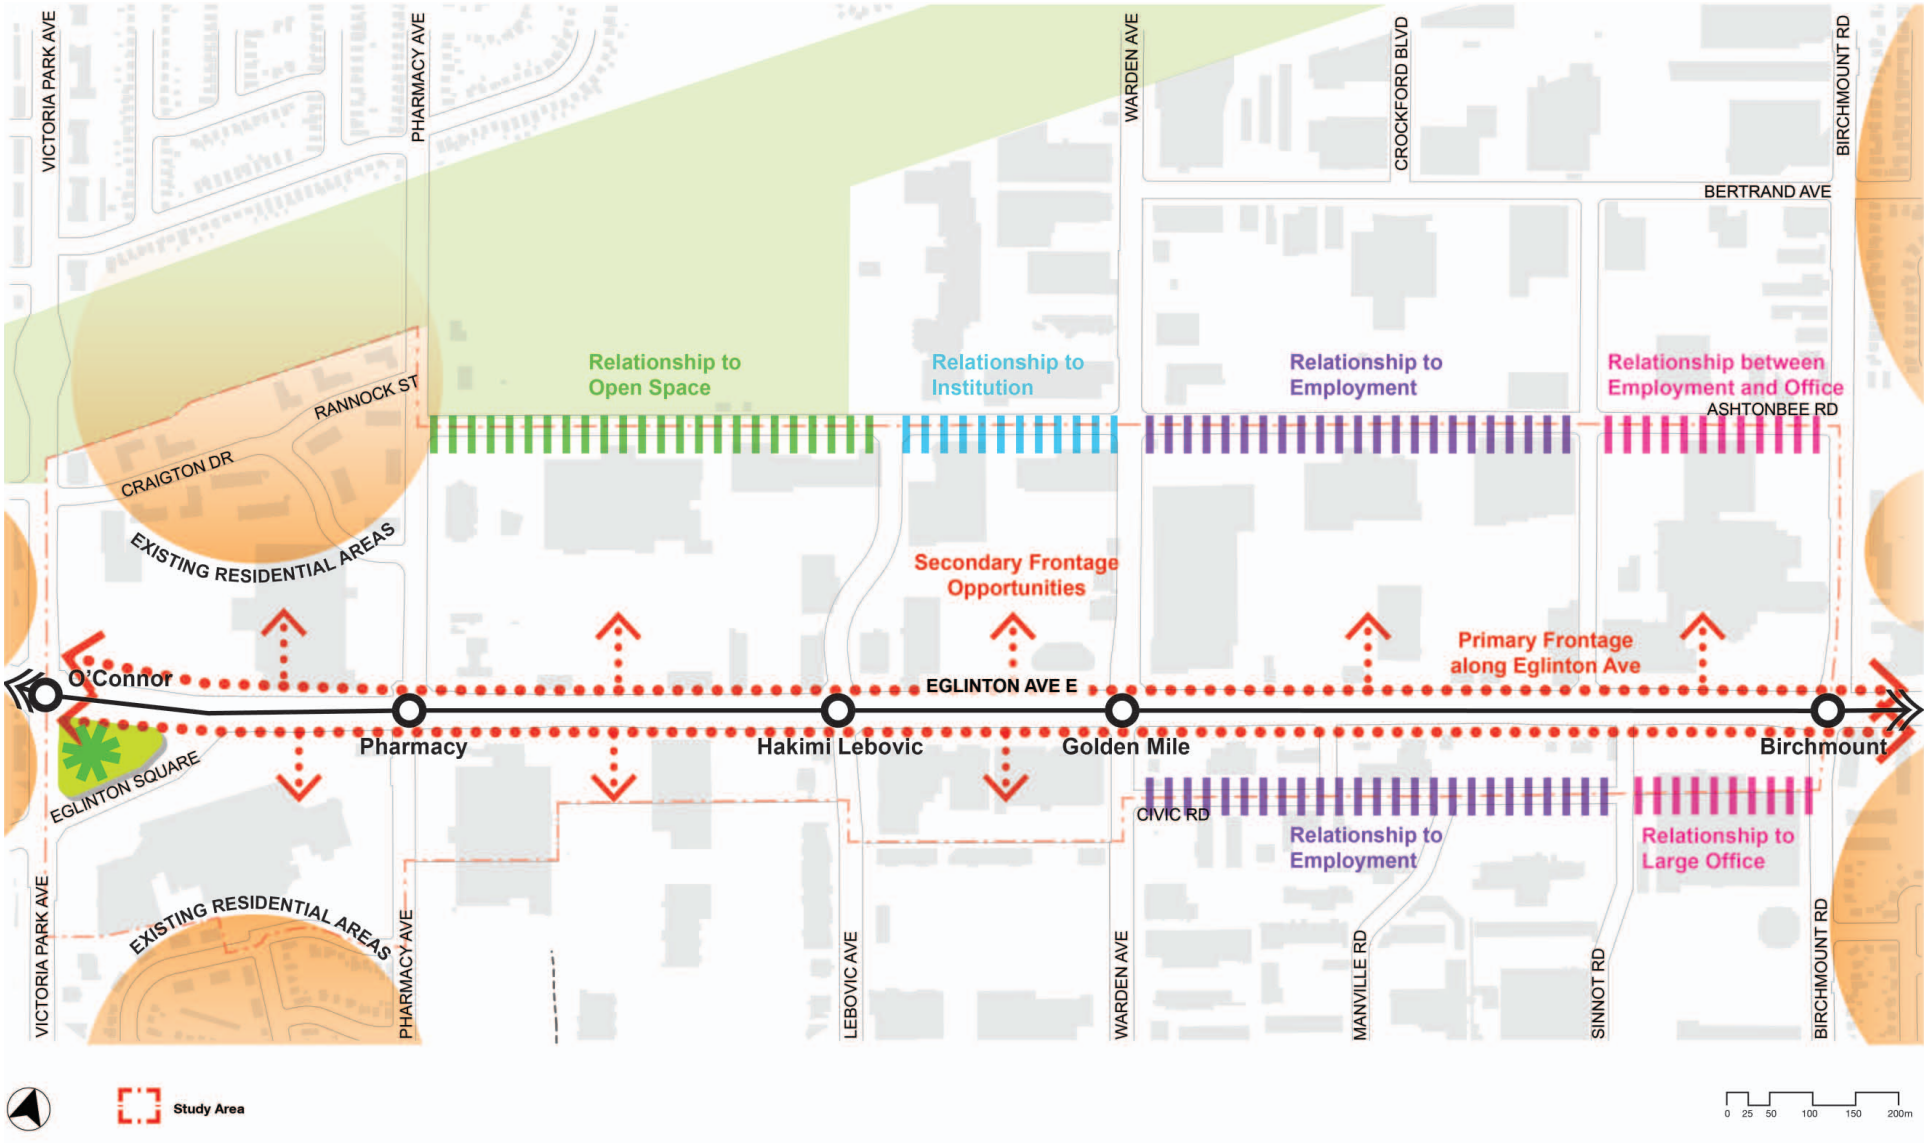 VICTORIA PARK AVE
PHARMACY AVE
WARDEN AVE
CROCKFORD BLVD
BIRCHMOUNT RD
BERTRAND AVE
Relationship to
Open Space
Relationship to
Institution
Relationship to
Employment
Relationship between
Employment and Office
ASHTONBEE RD
RANNOCK ST
CRAIGTON DR
EXISTING RESIDENTIAL AREAS
Secondary Frontage
Opportunities
Primary Frontage
along Eglinton Ave
O'Connor
EGLINTON AVE E
Pharmacy
Hakimi Lebovic
Golden Mile
Birchmount
EGLINTON SQUARE
CIVIC RD
Relationship to
Employment
Relationship to
Large Office
EXISTING RESIDENTIAL AREAS
VICTORIA PARK AVE
PHARMACY AVE
LEBOVIC AVE
WARDEN AVE
MANVILLE RD
SINNOT RD
BIRCHMOUNT RD
Study Area
0 25 50 100 150 200m